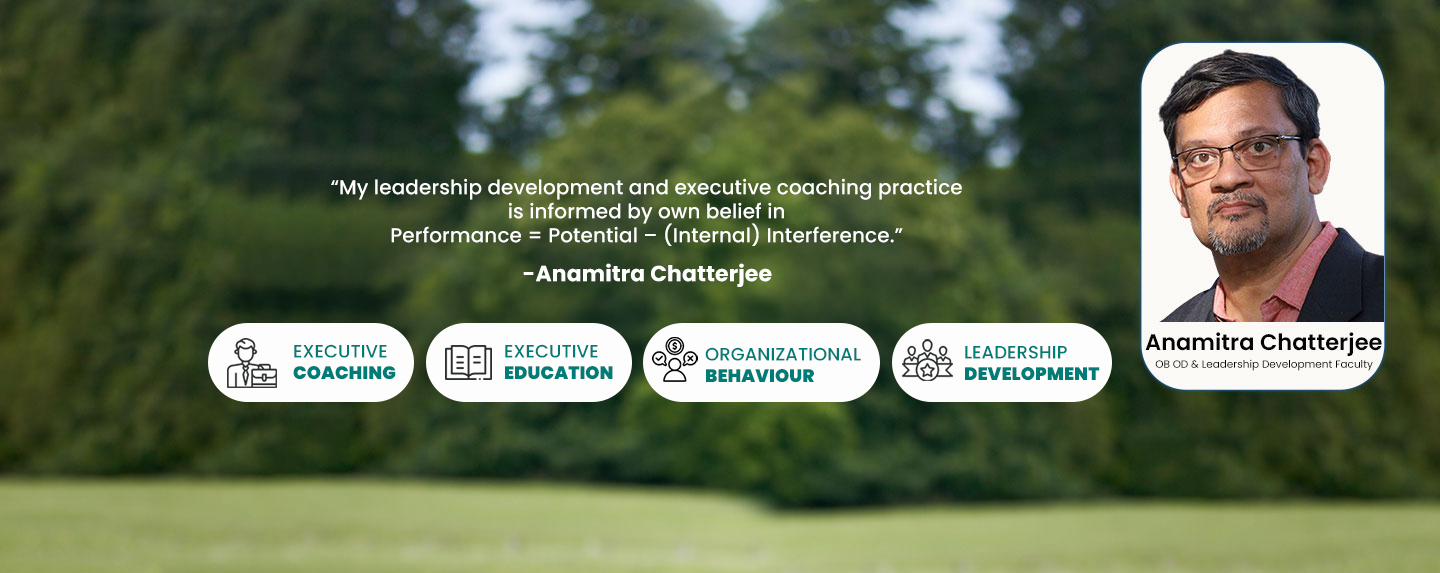 “My leadership development and executive coaching practice
is informed by own belief in
Performance = Potential – (Internal) Interference.”
-Anamitra Chatterjee
EXECUTIVE
COACHING
EXECUTIVE
EDUCATION
ORGANIZATIONAL
BEHAVIOUR
LEADERSHIP
DEVELOPMENT
Anamitra Chatterjee
OB OD & Leadership Development Faculty